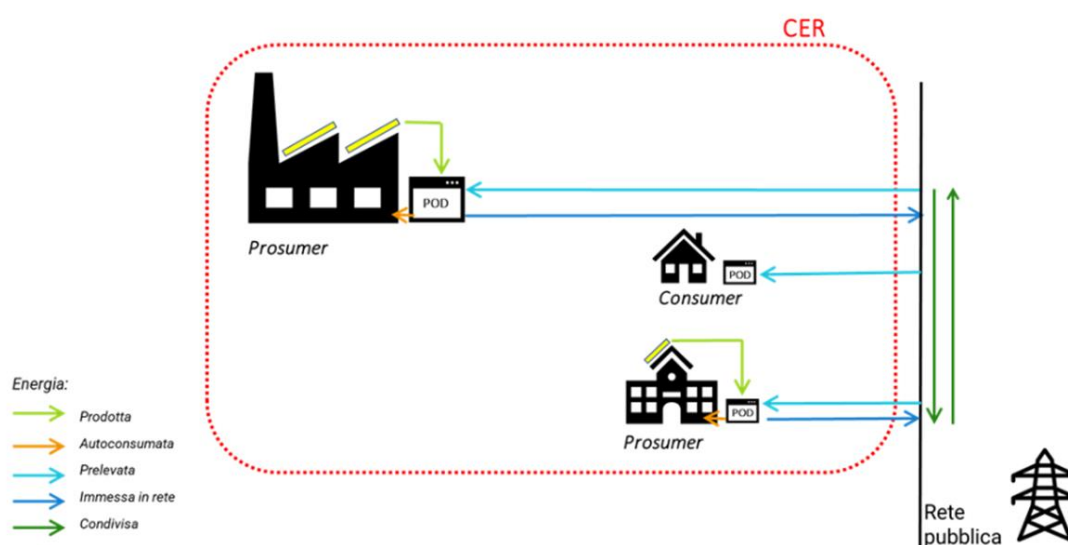 CER
POD
Prosumer
POD
Consumer
POD
Prosumer
Energia:
Prodotta
Autoconsumata
Prelevata
Immessa in rete
Condivisa
Rete
pubblica